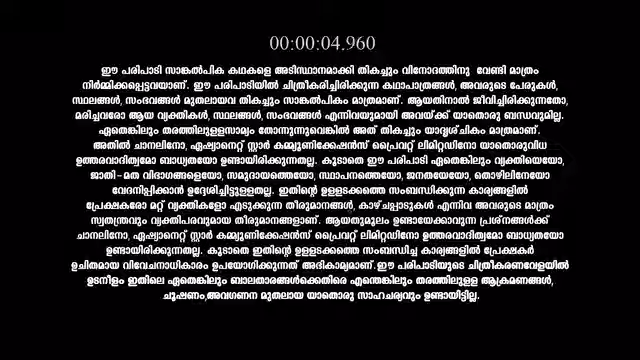 00:00:04.960
ഈ പരിപാടി സാങ്കൽപിക കഥകളെ അടിസ്ഥാനമാക്കി തികച്ചും വിനോദത്തിനു വേണ്ടി മാത്രം
നിർമ്മിക്കപ്പെട്ടവയാണ്. ഈ പരിപാടിയിൽ ചിത്രീകരിച്ചിരിക്കുന്ന കഥാപാത്രങ്ങൾ, അവരുടെ പേരുകൾ,
സ്ഥലങ്ങൾ, സംഭവങ്ങൾ മുതലായവ തികച്ചും സാങ്കൽപികം മാത്രമാണ്. ആയതിനാൽ ജീവിച്ചിരിക്കുന്നതോ,
മരിച്ചവരോ ആയ വ്യക്തികൾ, സ്ഥലങ്ങൾ, സംഭവങ്ങൾ എന്നിവയുമായി അവയ്ക്ക് യാതൊരു ബന്ധവുമില്ല.
ഏതെങ്കിലും തരത്തിലുള്ളസാമ്യം തോന്നുന്നുവെങ്കിൽ അത് തികച്ചും യാദൃശ്ചികം മാത്രമാണ്.
അതിൽ ചാനലിനോ, ഏഷ്യാനെറ്റ് സ്റ്റാർ കമ്മ്യൂണിക്കേഷൻസ് പ്രൈവറ്റ് ലിമിറ്റഡിനോ യാതൊരുവിധ
ഉത്തരവാദിത്വമോ ബാധ്യതയോ ഉണ്ടായിരിക്കുന്നതല്ല. കൂടാതെ ഈ പരിപാടി ഏതെങ്കിലും വ്യക്തിയെയോ,
ജാതി-മത വിഭാഗങ്ങളെയോ, സമുദായത്തെയോ, സ്ഥാപനത്തെയോ, ജനതയേയോ, തൊഴിലിനേയോ
വേദനിപ്പിക്കാൻ ഉദ്ദേശിച്ചിട്ടുള്ളതല്ല. ഇതിന്റെ ഉള്ളടക്കത്തെ സംബന്ധിക്കുന്ന കാര്യങ്ങളിൽ
പ്രേക്ഷകരോ മറ്റ് വ്യക്തികളോ എടുക്കുന്ന തീരുമാനങ്ങൾ, കാഴ്ചപ്പാടുകൾ എന്നിവ അവരുടെ മാത്രം
സ്വതന്ത്രവും വ്യക്തിപരവുമായ തീരുമാനങ്ങളാണ്. ആയതുമൂലം ഉണ്ടായേക്കാവുന്ന പ്രശ്നങ്ങൾക്ക്
ചാനലിനോ, ഏഷ്യാനെറ്റ് സ്റ്റാർ കമ്മ്യൂണിക്കേഷൻസ് പ്രൈവറ്റ് ലിമിറ്റഡിനോ ഉത്തരവാദിത്വമോ ബാധ്യതയോ
ഉണ്ടായിരിക്കുന്നതല്ല. കൂടാതെ ഇതിന്റെ ഉള്ളടക്കത്തെ സംബന്ധിച്ച കാര്യങ്ങളിൽ പ്രേക്ഷകർ
ഉചിതമായ വിവേചനാധികാരം ഉപയോഗിക്കുന്നത് അഭികാമ്യമാണ്.ഈ പരിപാടിയുടെ ചിത്രീകരണവേളയിൽ
ഉടനീളം ഇതിലെ ഏതെങ്കിലും ബാലതാരങ്ങൾക്കെതിരെ എന്തെങ്കിലും തരത്തിലുള്ള ആക്രമണങ്ങൾ,
ചൂഷണം,അവഗണന മുതലായ യാതൊരു സാഹചര്യവും ഉണ്ടായിട്ടില്ല.